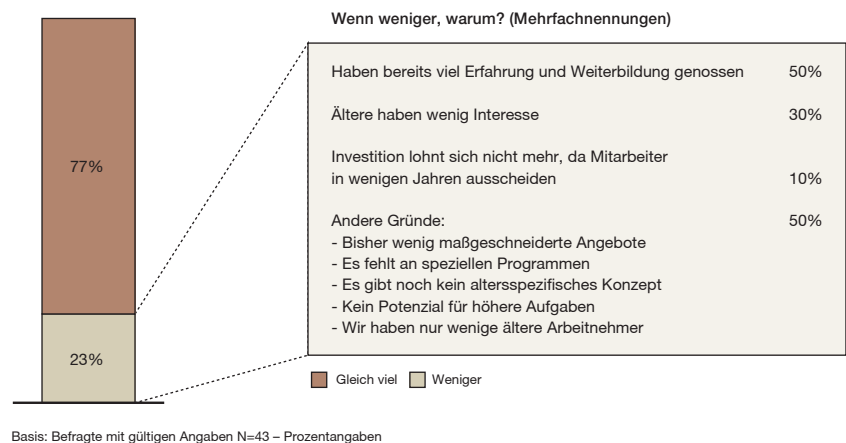 Wenn weniger, warum? (Mehrfachnennungen)
Haben bereits viel Erfahrung und Weiterbildung genossen 50%
Ältere haben wenig Interesse 30%
Investition lohnt sich nicht mehr, da Mitarbeiter
in wenigen Jahren ausscheiden 10%
Andere Gründe: 50%
- Bisher wenig maßgeschneiderte Angebote
- Es fehlt an speziellen Programmen
- Es gibt noch kein altersspezifisches Konzept
- Kein Potenzial für höhere Aufgaben
- Wir haben nur wenige ältere Arbeitnehmer
77%
23%
Gleich viel Weniger
Basis: Befragte mit gültigen Angaben N=43 – Prozentangaben